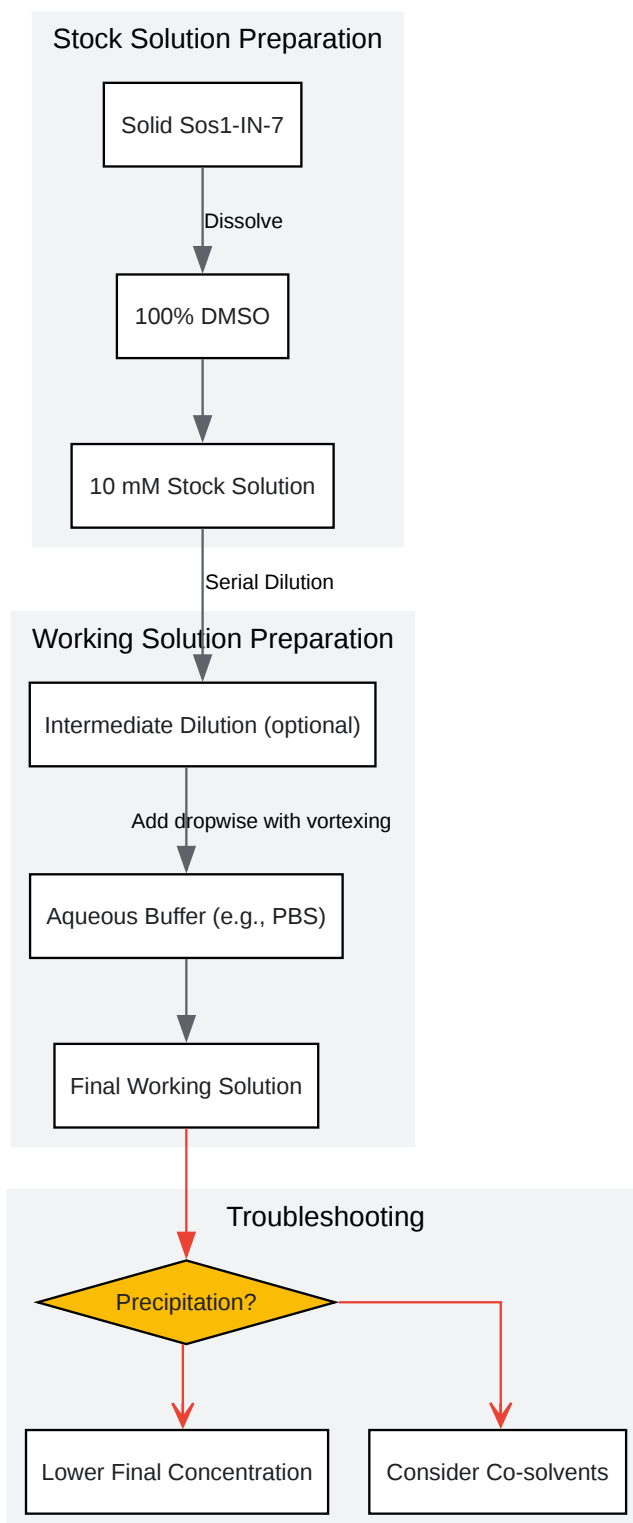 Stock Solution Preparation
Solid Sos1-IN-7
Dissolve
100% DMSO
10 mM Stock Solution
Serial Dilution
Working Solution Preparation
Intermediate Dilution (optional)
Add dropwise with vortexing
Aqueous Buffer (e.g., PBS)
Final Working Solution
Troubleshooting
Precipitation?
Lower Final Concentration
Consider Co-solvents